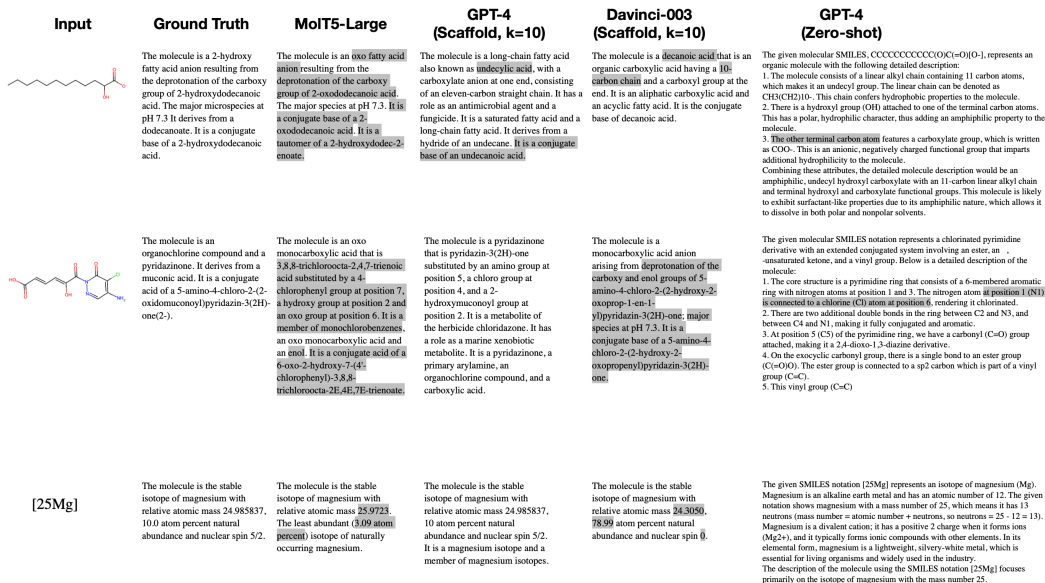 Input
Ground Truth
MolT5-Large
GPT-4
(Scaffold, k=10)
Davinci-003
(Scaffold, k=10)
GPT-4
(Zero-shot)
O
O-
OH
The molecule is a 2-hydroxy
fatty acid anion resulting from
the deprotonation of the carboxy
group of 2-hydroxydodecanoic
acid. The major microspecies at
pH 7.3 It derives from a
dodecanoate. It is a conjugate
base of a 2-hydroxydodecanoic
acid.
The molecule is an oxo fatty acid
anion resulting from the
deprotonation of the carboxy
group of 2-oxododecanoic acid.
The major species at pH 7.3. It is
a conjugate base of a 2-
oxododecanoic acid. It is a
tautomer of a 2-hydroxydodec-2-
enoate.
The molecule is a long-chain fatty acid
also known as undecylic acid, with a
carboxylate anion at one end, consisting
of an eleven-carbon straight chain. It has a
role as an antimicrobial agent and a
fungicide. It is a saturated fatty acid and a
long-chain fatty acid. It derives from a
hydride of an undecane. It is a conjugate
base of an undecanoic acid.
The molecule is a decanoic acid that is an
organic carboxylic acid having a 10-
carbon chain and a carboxyl group at the
end. It is an aliphatic carboxylic acid and
an acyclic fatty acid. It is the conjugate
base of decanoic acid.
The given molecular SMILES, CCCCCCCCCCC(O)C(=O)[O-], represents an
organic molecule with the following detailed description:
1. The molecule consists of a linear alkyl chain containing 11 carbon atoms,
which makes it an undecyl group. The linear chain can be denoted as
CH3(CH2)10-. This chain confers hydrophobic properties to the molecule.
2. There is a hydroxyl group (OH) attached to one of the terminal carbon atoms.
This has a polar, hydrophilic character, thus adding an amphiphilic property to the
molecule.
3. The other terminal carbon atom features a carboxylate group, which is written
as COO-. This is an anionic, negatively charged functional group that imparts
additional hydrophilicity to the molecule.
Combining these attributes, the detailed molecule description would be an
amphiphilic, undecyl hydroxyl carboxylate with an 11-carbon linear alkyl chain
and terminal hydroxyl and carboxylate functional groups. This molecule is likely
to exhibit surfactant-like properties due to its amphiphilic nature, which allows it
to dissolve in both polar and nonpolar solvents.
HO
O
OH
O
O
Cl
N
N
NH₂
The molecule is an
organochlorine compound and a
pyridazinone. It derives from a
muconic acid. It is a conjugate
acid of a 5-amino-4-chloro-2-(2-
oxidomuconoyl)pyridazin-3(2H)-
one(2-).
The molecule is an oxo
monocarboxylic acid that is
3,8,8-trichloroocta-2,4,7-trienoic
acid substituted by a 4-
chlorophenyl group at position 7,
a hydroxy group at position 2 and
an oxo group at position 6. It is a
member of monochlorobenzenes,
an oxo monocarboxylic acid and
an enol. It is a conjugate acid of a
6-oxo-2-hydroxy-7-(4'-
chlorophenyl)-3,8,8-
trichloroocta-2E,4E,7E-trienoate.
The molecule is a pyridazinone
that is pyridazin-3(2H)-one
substituted by an amino group at
position 5, a chloro group at
position 4, and a 2-
hydroxymuconoyl group at
position 2. It is a metabolite of
the herbicide chloridazone. It has
a role as a marine xenobiotic
metabolite. It is a pyridazinone, a
primary arylamine, an
organochlorine compound, and a
carboxylic acid.
The molecule is a
monocarboxylic acid anion
arising from deprotonation of the
carboxy and enol groups of 5-
amino-4-chloro-2-(2-hydroxy-2-
oxoprop-1-en-1-
yl)pyridazin-3(2H)-one; major
species at pH 7.3. It is a
conjugate base of a 5-amino-4-
chloro-2-(2-hydroxy-2-
oxopropenyl)pyridazin-3(2H)-
one.
The given molecular SMILES notation represents a chlorinated pyrimidine
derivative with an extended conjugated system involving an ester, an ,
-unsaturated ketone, and a vinyl group. Below is a detailed description of the
molecule:
1. The core structure is a pyrimidine ring that consists of a 6-membered aromatic
ring with nitrogen atoms at position 1 and 3. The nitrogen atom at position 1 (N1)
is connected to a chlorine (Cl) atom at position 6, rendering it chlorinated.
2. There are two additional double bonds in the ring between C2 and N3, and
between C4 and N1, making it fully conjugated and aromatic.
3. At position 5 (C5) of the pyrimidine ring, we have a carbonyl (C=O) group
attached, making it a 2,4-dioxo-1,3-diazine derivative.
4. On the exocyclic carbonyl group, there is a single bond to an ester group
(C(=O)O). The ester group is connected to a sp2 carbon which is part of a vinyl
group (C=C).
5. This vinyl group (C=C)
[25Mg]
The molecule is the stable
isotope of magnesium with
relative atomic mass 24.985837,
10.0 atom percent natural
abundance and nuclear spin 5/2.
The molecule is the stable
isotope of magnesium with
relative atomic mass 25.9723.
The least abundant (3.09 atom
percent) isotope of naturally
occurring magnesium.
The molecule is the stable
isotope of magnesium with
relative atomic mass 24.985837,
10 atom percent natural
abundance and nuclear spin 5/2.
It is a magnesium isotope and a
member of magnesium isotopes.
The molecule is the stable
isotope of magnesium with
relative atomic mass 24.3050,
78.99 atom percent natural
abundance and nuclear spin 0.
The given SMILES notation [25Mg] represents an isotope of magnesium (Mg).
Magnesium is an alkaline earth metal and has an atomic number of 12. The given
notation shows magnesium with a mass number of 25, which means it has 13
neutrons (mass number = atomic number + neutrons, so neutrons = 25 - 12 = 13).
Magnesium is a divalent cation; it has a positive 2 charge when it forms ions
(Mg2+), and it typically forms ionic compounds with other elements. In its
elemental form, magnesium is a lightweight, silvery-white metal, which is
essential for living organisms and widely used in the industry.
The description of the molecule using the SMILES notation [25Mg] focuses
primarily on the isotope of magnesium with the mass number 25.